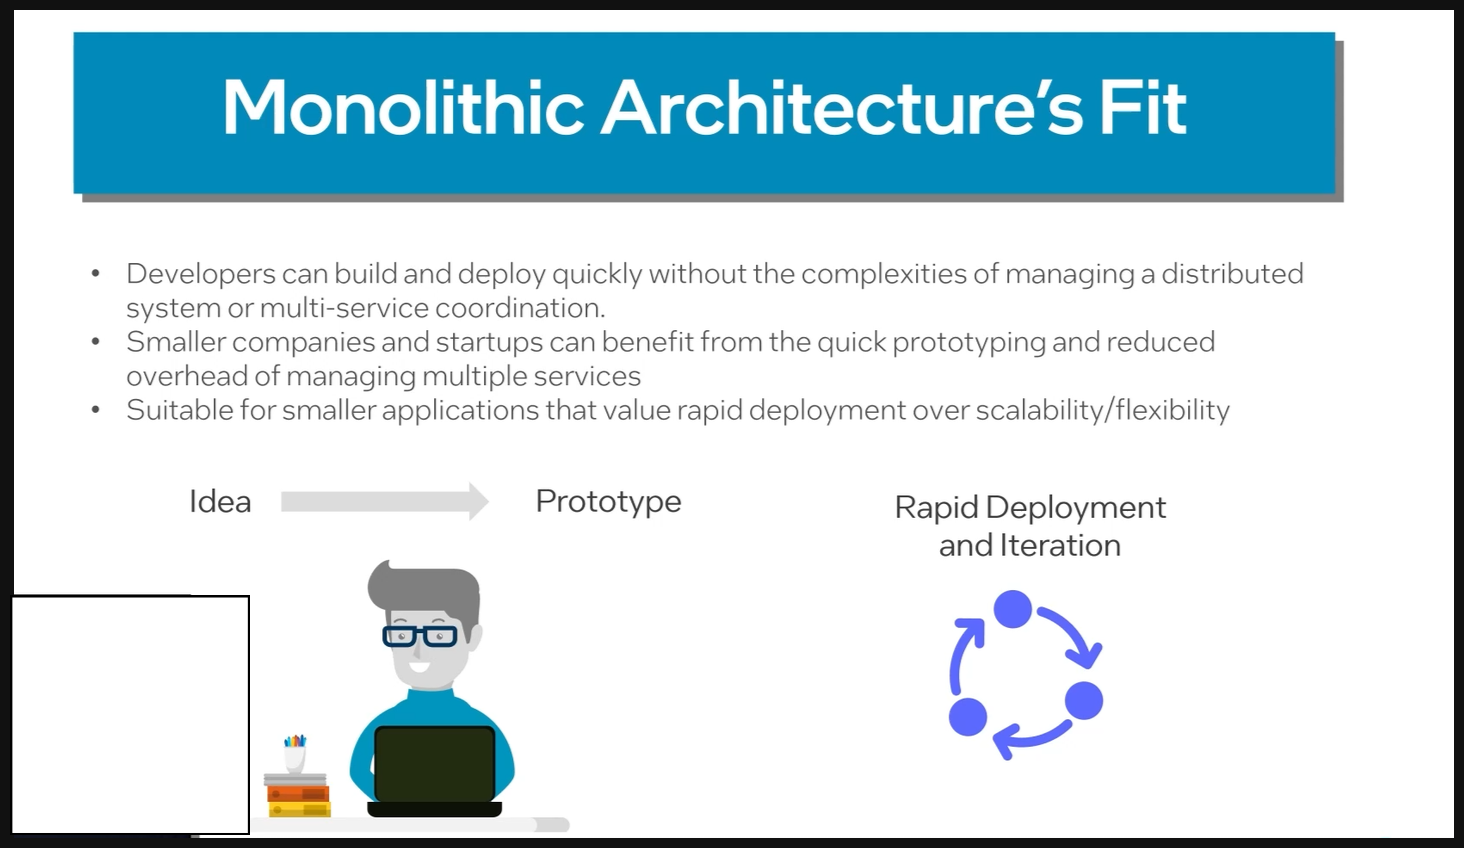 Monolithic Architecture’s Fit
• Developers can build and deploy quickly without the complexities of managing a distributed
system or multi-service coordination.
• Smaller companies and startups can benefit from the quick prototyping and reduced
overhead of managing multiple services
• Suitable for smaller applications that value rapid deployment over scalability/flexibility
Idea
Prototype
Rapid Deployment
and Iteration